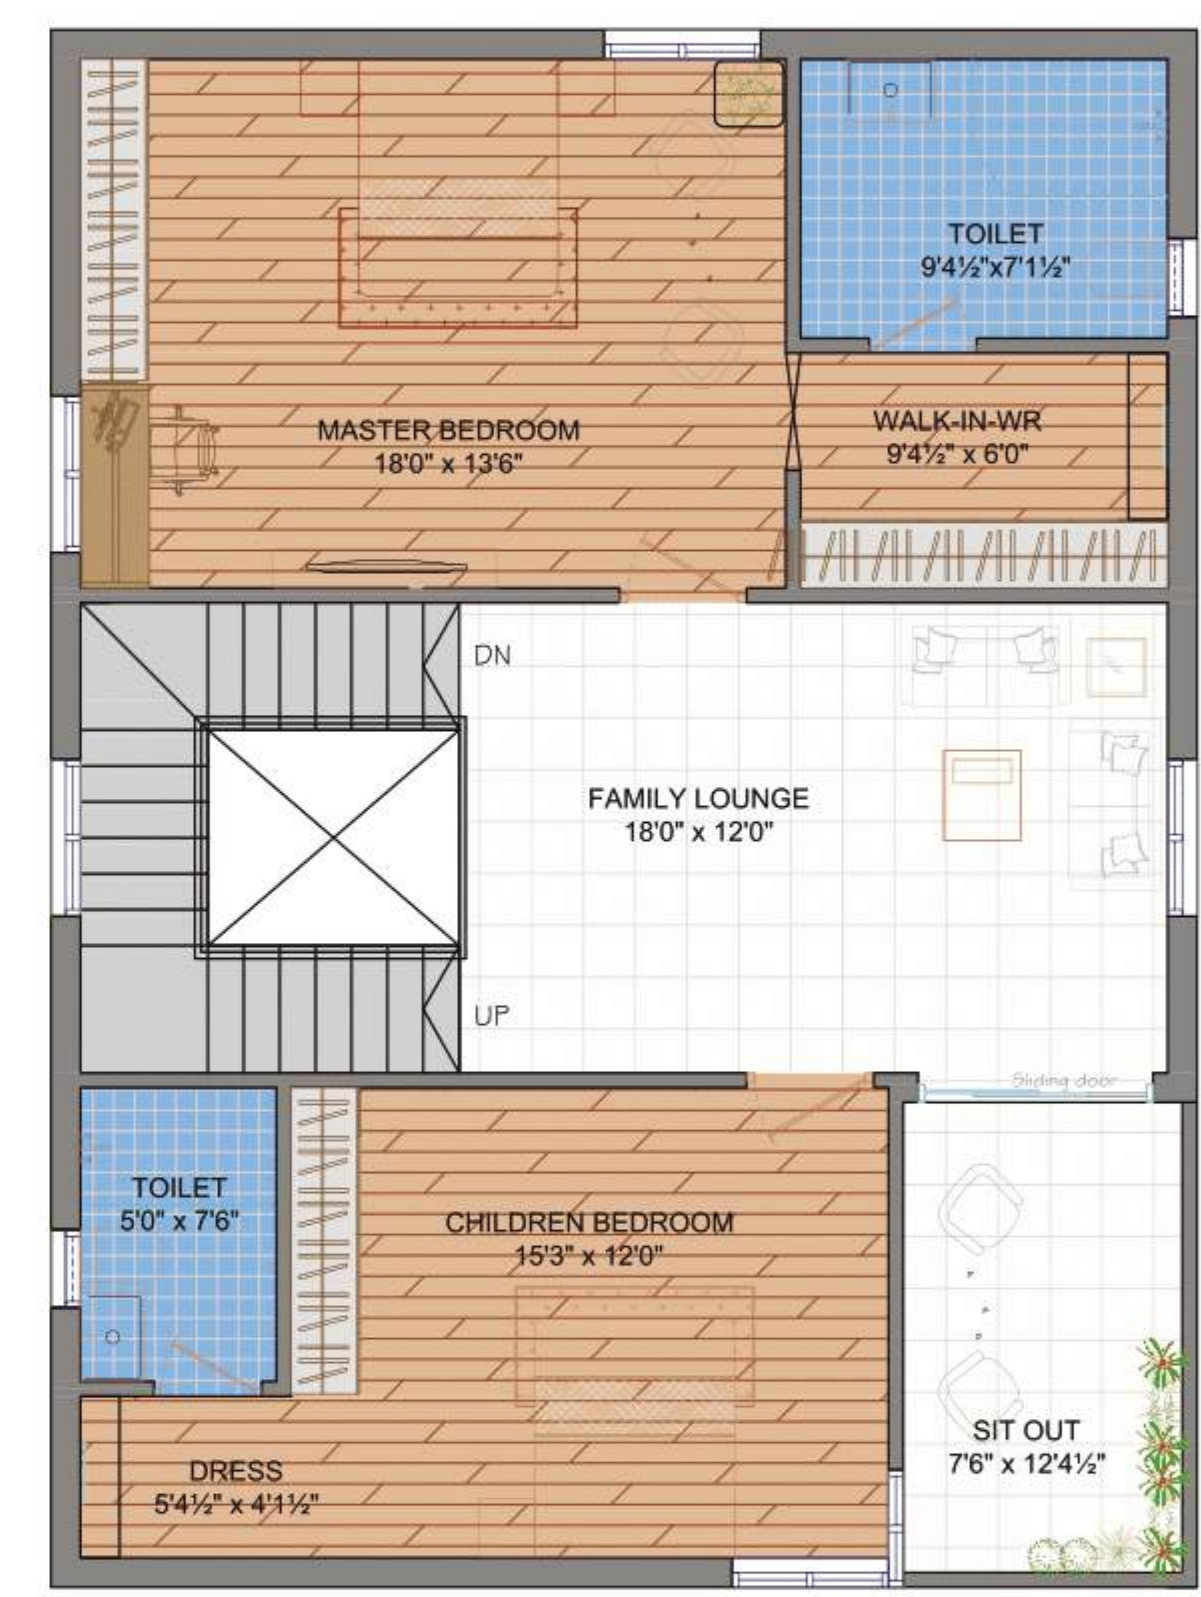 TOILET
9'4½"x7'1½"
MASTER BEDROOM
18'0" x 13'6"
WALK-IN-WR
9'4½" x 6'0"
DN
FAMILY LOUNGE
18'0" x 12'0"
UP
Sliding door
TOILET
5'0" x 7'6"
CHILDREN BEDROOM
15'3" x 12'0"
SIT OUT
7'6" x 12'4½"
DRESS
5'4½" x 4'1½"